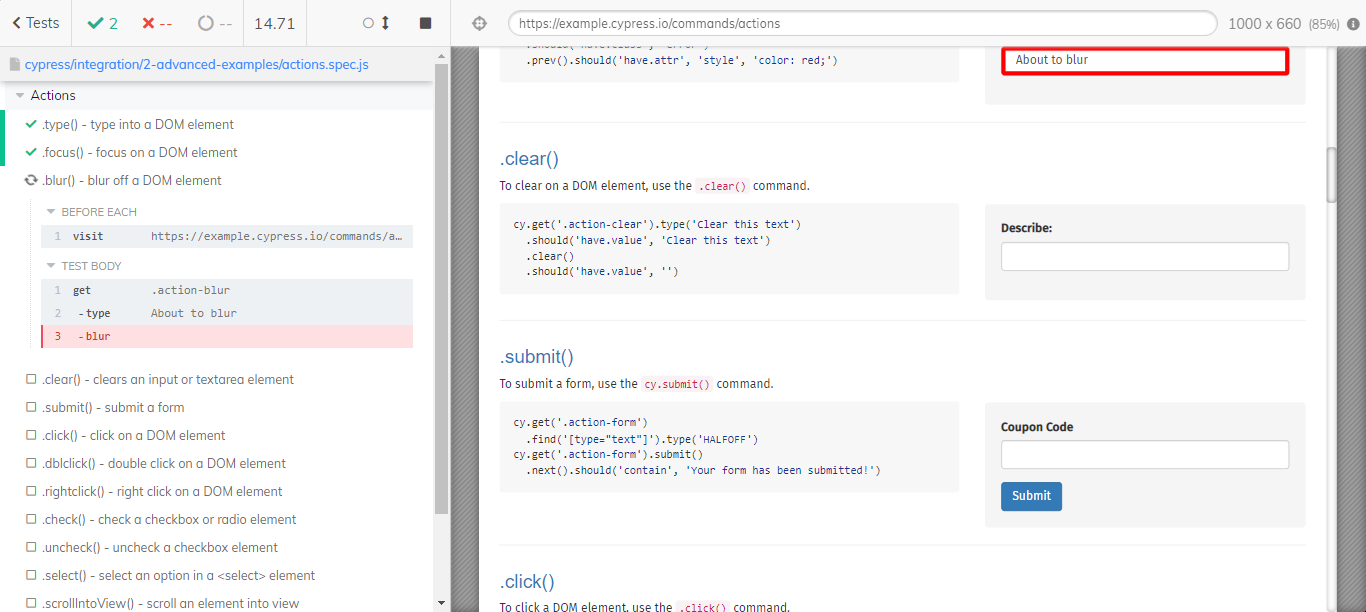 Tests
2
--
--
14.71
https://example.cypress.io/commands/actions
1000 x 660 (85%)
cypress/integration/2-advanced-examples/actions.spec.js
Actions
.type() - type into a DOM element
.focus() - focus on a DOM element
.blur() - blur off a DOM element
BEFORE EACH
1 visit https://example.cypress.io/commands/a…
TEST BODY
1 get .action-blur
2 -type About to blur
3 -blur
.clear() - clears an input or textarea element
.submit() - submit a form
.click() - click on a DOM element
.dblclick() - double click on a DOM element
.rightclick() - right click on a DOM element
.check() - check a checkbox or radio element
.uncheck() - uncheck a checkbox element
.select() - select an option in a <select> element
.scrollIntoView() - scroll an element into view
.should('have.class', 'error')
.prev().should('have.attr', 'style', 'color: red;')
About to blur
.clear()
To clear on a DOM element, use the .clear() command.
cy.get('.action-clear').type('Clear this text')
.should('have.value', 'Clear this text')
.clear()
.should('have.value', '')
Describe:
.submit()
To submit a form, use the cy.submit() command.
cy.get('.action-form')
.find('[type="text"]').type('HALFOFF')
cy.get('.action-form').submit()
.next().should('contain', 'Your form has been submitted!')
Coupon Code
Submit
.click()
To click a DOM element, use the .click() command.